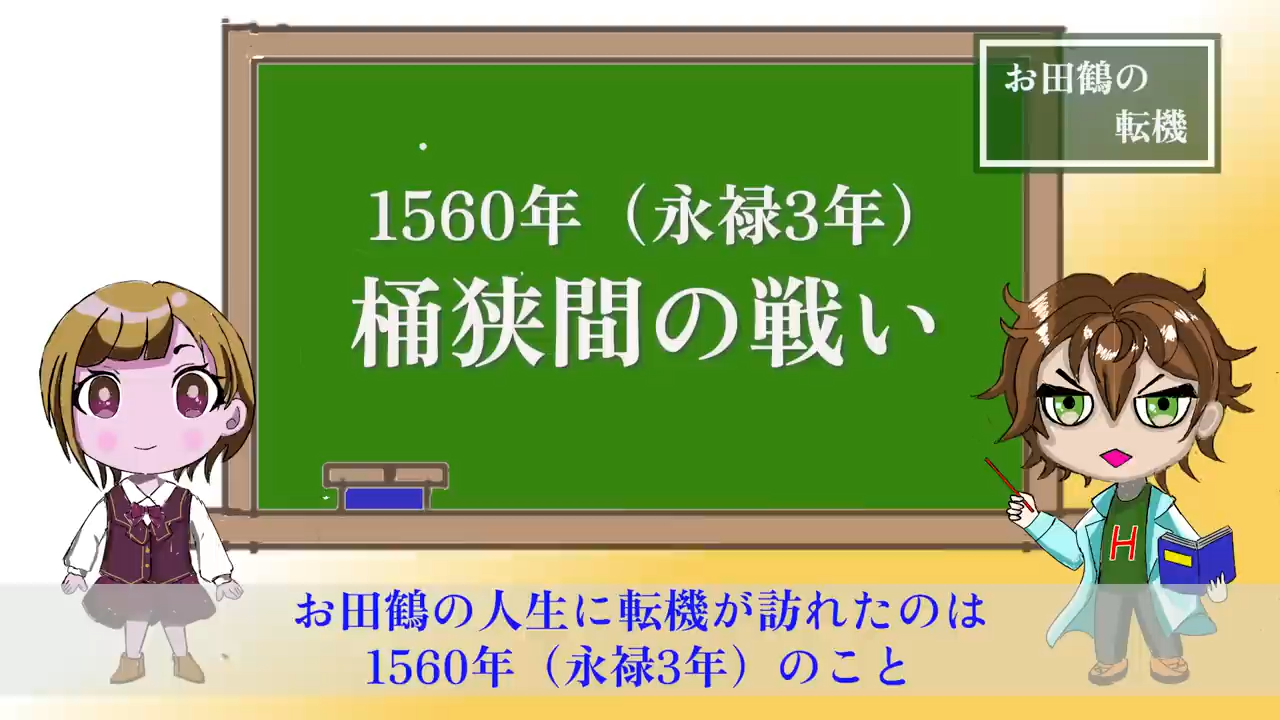 お田鶴の
転機
1560年（永禄3年）
桶狭間の戦い
H
お田鶴の人生に転機が訪れたのは
1560年（永禄3年）のこと